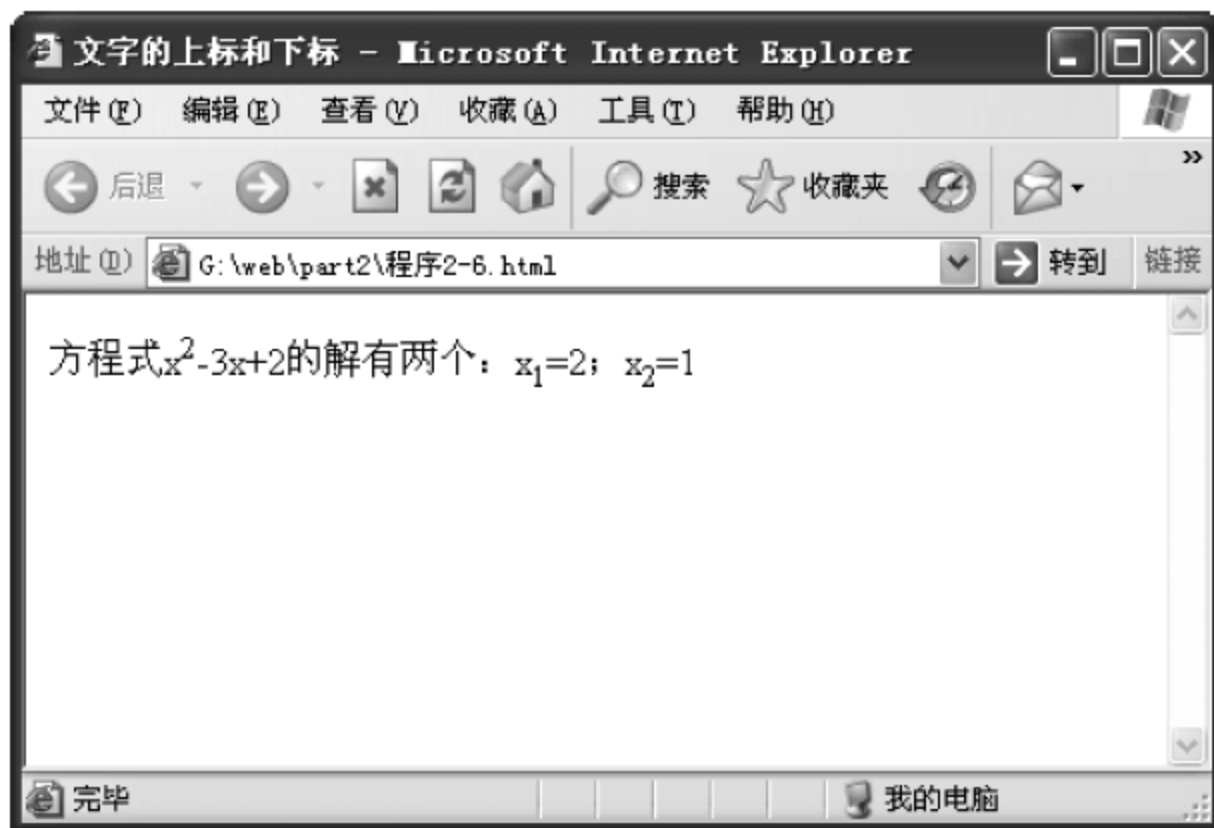 文字的上标和下标 - Microsoft Internet Explorer
文件(F) 编辑(E) 查看(V) 收藏(A) 工具(T) 帮助(H)
后退 搜索 收藏夹 »
地址(D) G:\web\part2\程序2-6.html 转到 链接
方程式x²-3x+2的解有两个：x₁=2；x₂=1
完毕 我的电脑